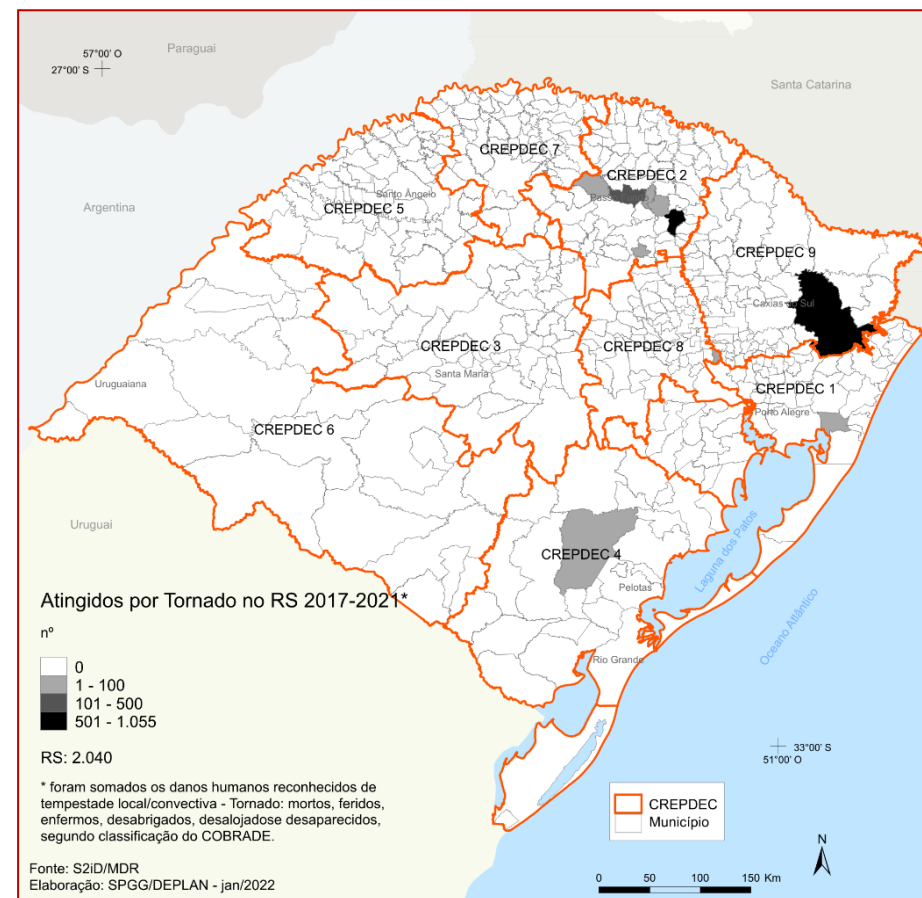 57°00' O
27°00' S
Paraguai
Santa Catarina
Argentina
CREPDEC 7
CREPDEC 2
Santo Ângelo
CREPDEC 5
CREPDEC 9
Caxias do Sul
CREPDEC 3
CREPDEC 8
Santa Maria
Uruguaiana
CREPDEC 1
Porto Alegre
CREPDEC 6
Uruguai
CREPDEC 4
Laguna dos Patos
Pelotas
Oceano Atlântico
Rio Grande
Atingidos por Tornado no RS 2017-2021*
nº
0
1 - 100
101 - 500
501 - 1.055
RS: 2.040
33°00' S
51°00' O
* foram somados os danos humanos reconhecidos de
tempestade local/convectiva - Tornado: mortos, feridos,
enfermos, desabrigados, desalojadose desaparecidos,
segundo classificação do COBRADE.
CREPDEC
Município
N
Fonte: S2iD/MDR
Elaboração: SPGG/DEPLAN - jan/2022
0 50 100 150 Km